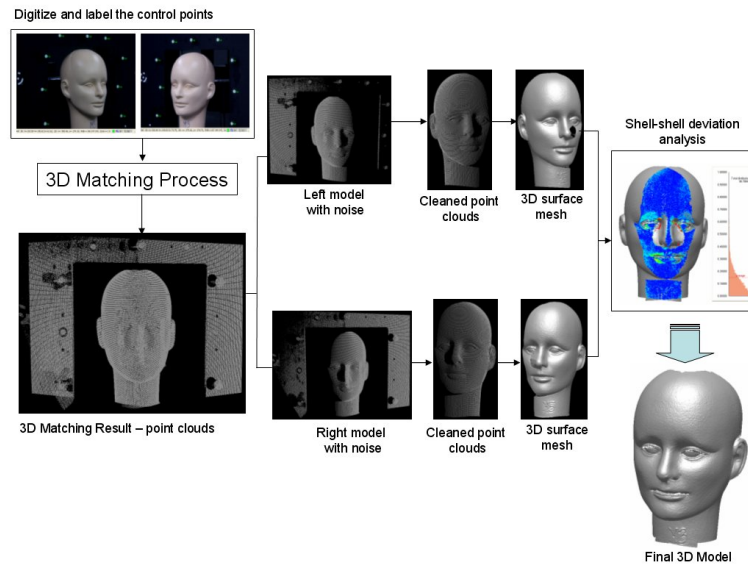 Digitize and label the control points
3D Matching Process
3D Matching Result – point clouds
Left model
with noise
Cleaned point
clouds
3D surface
mesh
Right model
with noise
Cleaned point
clouds
3D surface
mesh
Shell-shell deviation
analysis
Final 3D Model